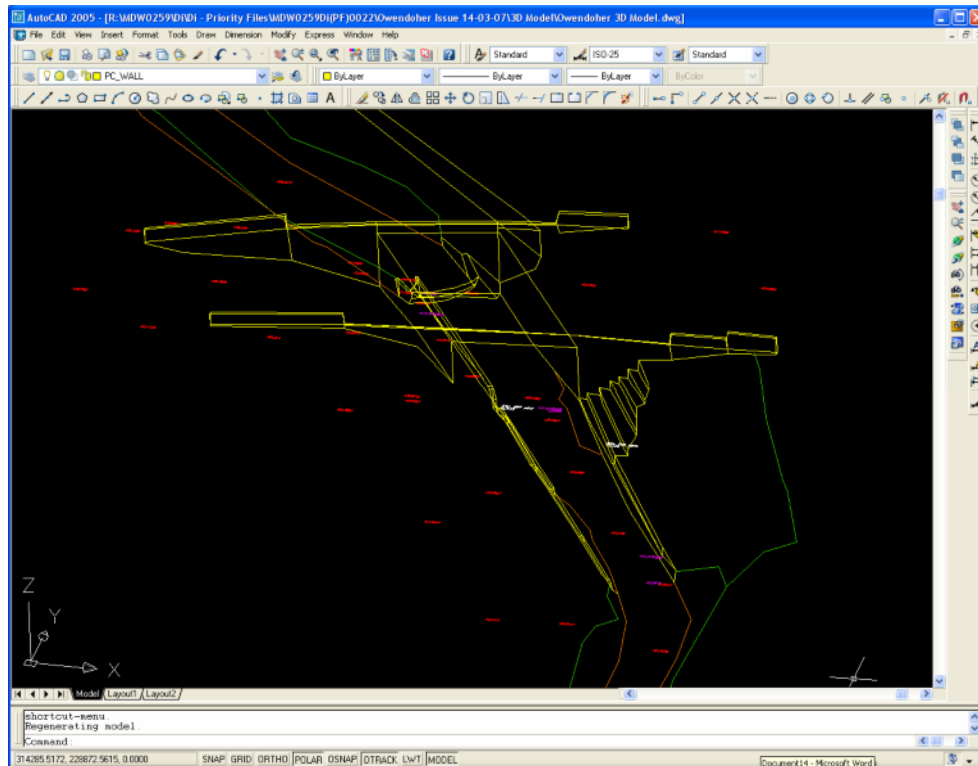 AutoCAD 2005 - [R:\MDW0259\Di\Di - Priority Files\MDW0259Di(PF)0022\Owendoher Issue 14-03-07\3D Model\Owendoher 3D Model.dwg]
File Edit View Insert Format Tools Draw Dimension Modify Express Window Help
Standard ISO-25 Standard
PC_WALL ByLayer ByLayer ByLayer ByColor
A
Z
Y
X
Model Layout1 Layout2
shortcut-menu.
Regenerating model.
Command:
314285.5172, 228872.5615, 0.0000 SNAP GRID ORTHO POLAR OSNAP OTRACK LWT MODEL
Document14 - Microsoft Word